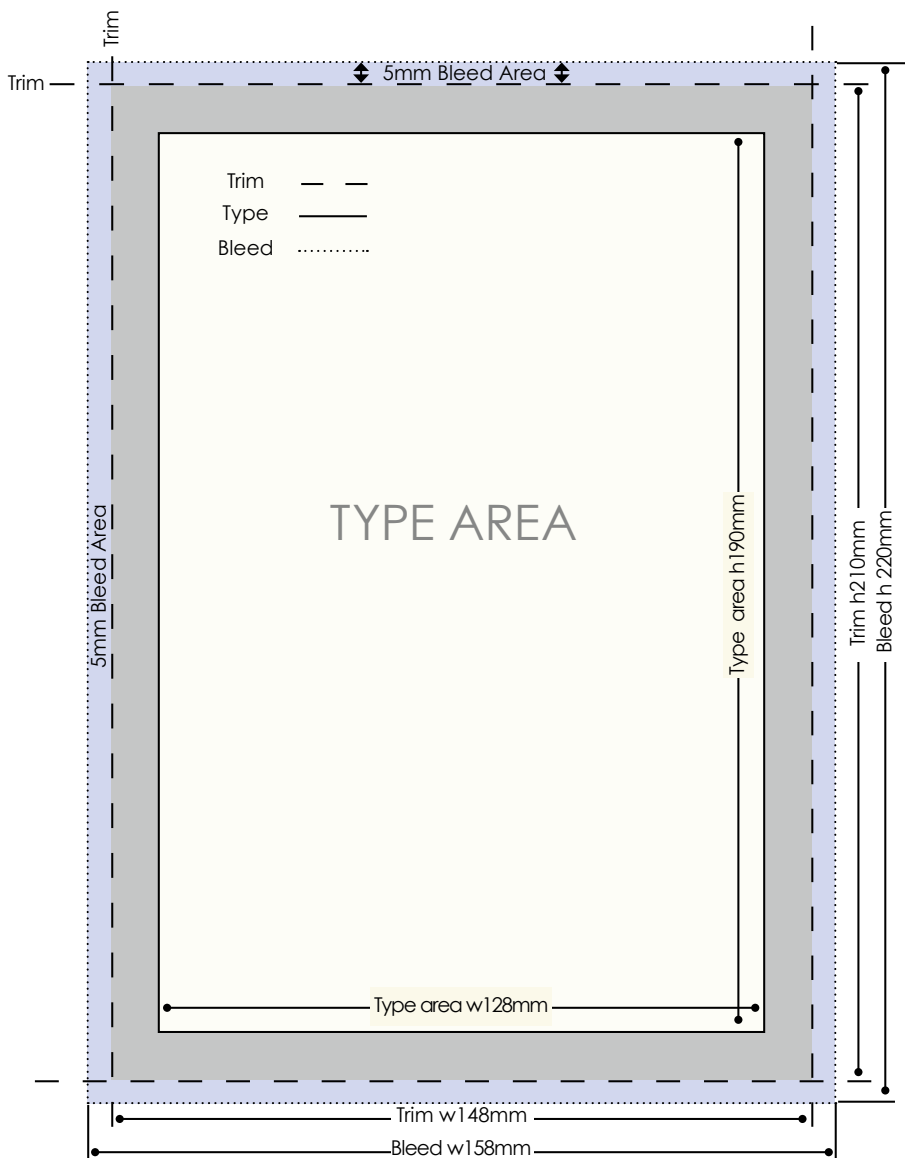 Trim
Trim
5mm Bleed Area
Trim
Type
Bleed
TYPE AREA
5mm Bleed Area
Type area h190mm
Trim h210mm
Bleed h 220mm
Type area w128mm
Trim w148mm
Bleed w158mm